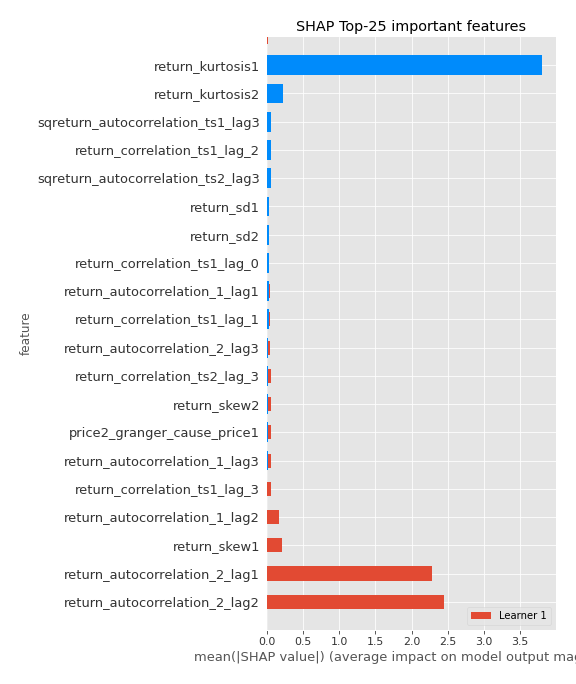 SHAP Top-25 important features
return_kurtosis1
return_kurtosis2
sqreturn_autocorrelation_ts1_lag3
return_correlation_ts1_lag_2
sqreturn_autocorrelation_ts2_lag3
return_sd1
return_sd2
return_correlation_ts1_lag_0
return_autocorrelation_1_lag1
return_correlation_ts1_lag_1
return_autocorrelation_2_lag3
return_correlation_ts2_lag_3
return_skew2
price2_granger_cause_price1
return_autocorrelation_1_lag3
return_correlation_ts1_lag_3
return_autocorrelation_1_lag2
return_skew1
return_autocorrelation_2_lag1
return_autocorrelation_2_lag2
feature
Learner 1
0.0 0.5 1.0 1.5 2.0 2.5 3.0 3.5
mean(|SHAP value|) (average impact on model output mag